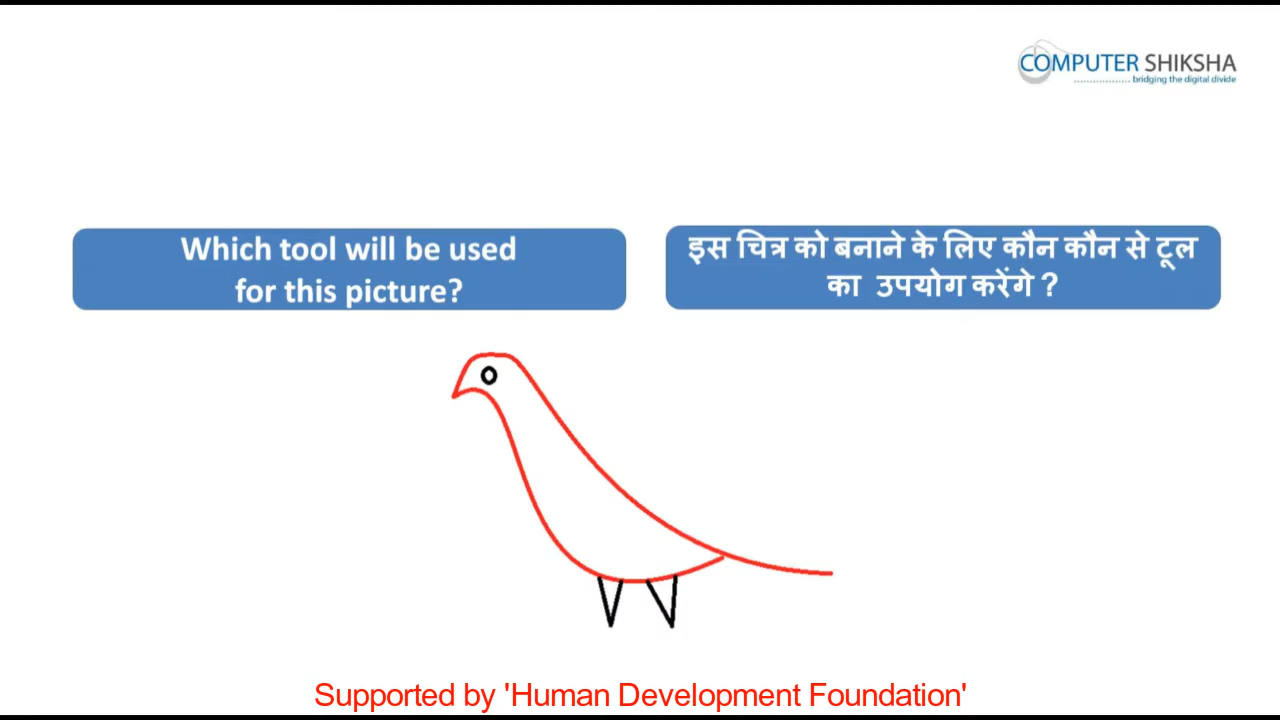 COMPUTER SHIKSHA
.................. bridging the digital divide
Which tool will be used
for this picture?
इस चित्र को बनाने के लिए कौन कौन से टूल
का उपयोग करेंगे ?
Supported by 'Human Development Foundation'